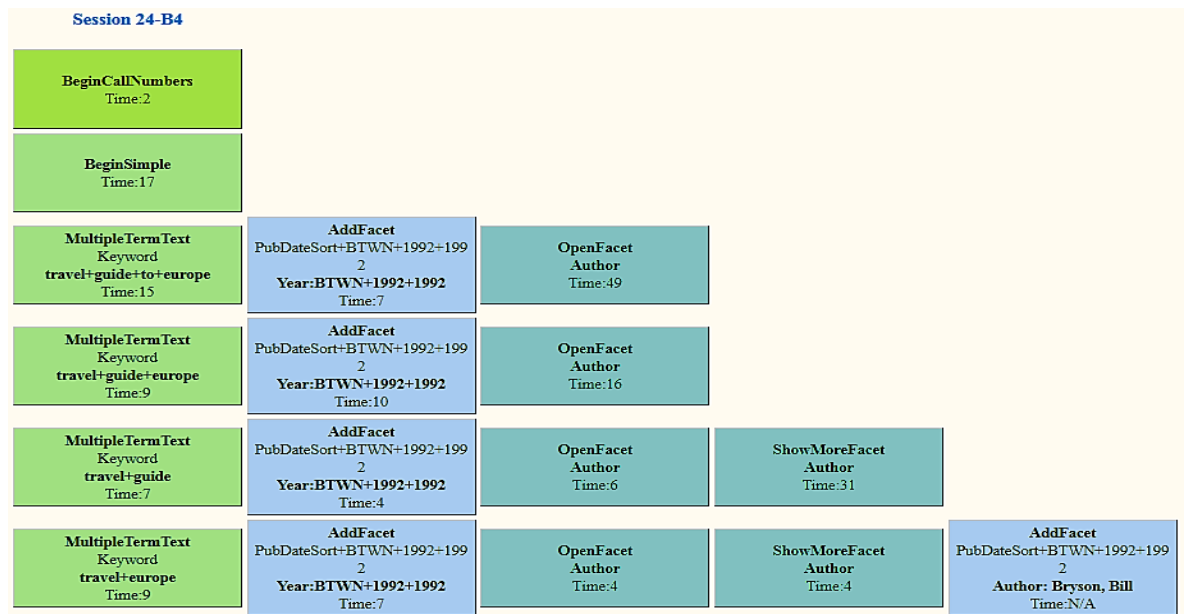 Session 24-B4
BeginCallNumbers
Time:2
BeginSimple
Time:17
MultipleTermText
Keyword
travel+guide+to+europe
Time:15
AddFacet
PubDateSort+BTWN+1992+199
2
Year:BTWN+1992+1992
Time:7
OpenFacet
Author
Time:49
MultipleTermText
Keyword
travel+guide+europe
Time:9
AddFacet
PubDateSort+BTWN+1992+199
2
Year:BTWN+1992+1992
Time:10
OpenFacet
Author
Time:16
MultipleTermText
Keyword
travel+guide
Time:7
AddFacet
PubDateSort+BTWN+1992+199
2
Year:BTWN+1992+1992
Time:4
OpenFacet
Author
Time:6
ShowMoreFacet
Author
Time:31
MultipleTermText
Keyword
travel+europe
Time:9
AddFacet
PubDateSort+BTWN+1992+199
2
Year:BTWN+1992+1992
Time:7
OpenFacet
Author
Time:4
ShowMoreFacet
Author
Time:4
AddFacet
PubDateSort+BTWN+1992+199
2
Author: Bryson, Bill
Time:N/A